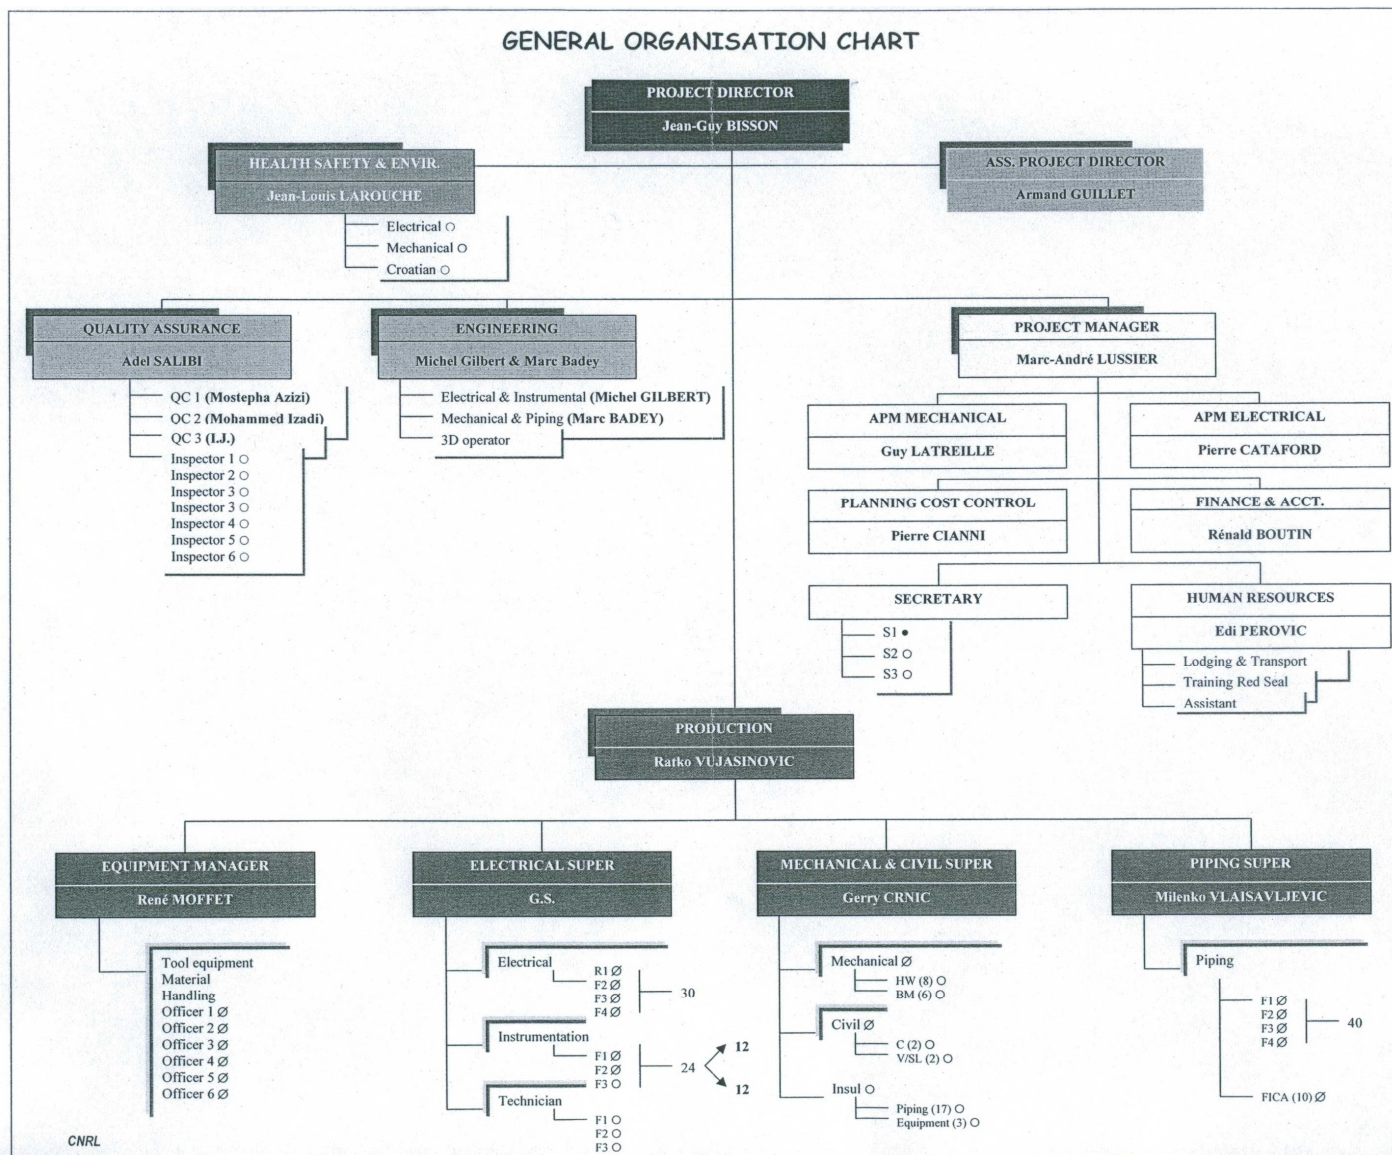 GENERAL ORGANISATION CHART
PROJECT DIRECTOR
Jean-Guy BISSON
HEALTH SAFETY & ENVIR.
Jean-Louis LAROUCHE
Electrical ○
Mechanical ○
Croatian ○
ASS. PROJECT DIRECTOR
Armand GUILLET
QUALITY ASSURANCE
Adel SALIBI
QC 1 (Mostepha Azizi)
QC 2 (Mohammed Izadi)
QC 3 (I.J.)
Inspector 1 ○
Inspector 2 ○
Inspector 3 ○
Inspector 3 ○
Inspector 4 ○
Inspector 5 ○
Inspector 6 ○
ENGINEERING
Michel Gilbert & Marc Badey
Electrical & Instrumental (Michel GILBERT)
Mechanical & Piping (Marc BADEY)
3D operator
PROJECT MANAGER
Marc-André LUSSIER
APM MECHANICAL
Guy LATREILLE
APM ELECTRICAL
Pierre CATAFORD
PLANNING COST CONTROL
Pierre CIANNI
FINANCE & ACCT.
Rénald BOUTIN
SECRETARY
S1 ●
S2 ○
S3 ○
HUMAN RESOURCES
Edi PEROVIC
Lodging & Transport
Training Red Seal
Assistant
PRODUCTION
Ratko VUJASINOVIC
EQUIPMENT MANAGER
René MOFFET
Tool equipment
Material
Handling
Officer 1 Ø
Officer 2 Ø
Officer 3 Ø
Officer 4 Ø
Officer 5 Ø
Officer 6 Ø
ELECTRICAL SUPER
G.S.
Electrical
R1 Ø
F2 Ø
F3 Ø
F4 Ø
30
Instrumentation
F1 Ø
F2 Ø
F3 ○
24
12
12
Technician
F1 ○
F2 ○
F3 ○
MECHANICAL & CIVIL SUPER
Gerry CRNIC
Mechanical Ø
HW (8) ○
BM (6) ○
Civil Ø
C (2) ○
V/SL (2) ○
Insul ○
Piping (17) ○
Equipment (3) ○
PIPING SUPER
Milenko VLAISAVLJEVIC
Piping
F1 Ø
F2 Ø
F3 Ø
F4 Ø
40
FICA (10) Ø
CNRL